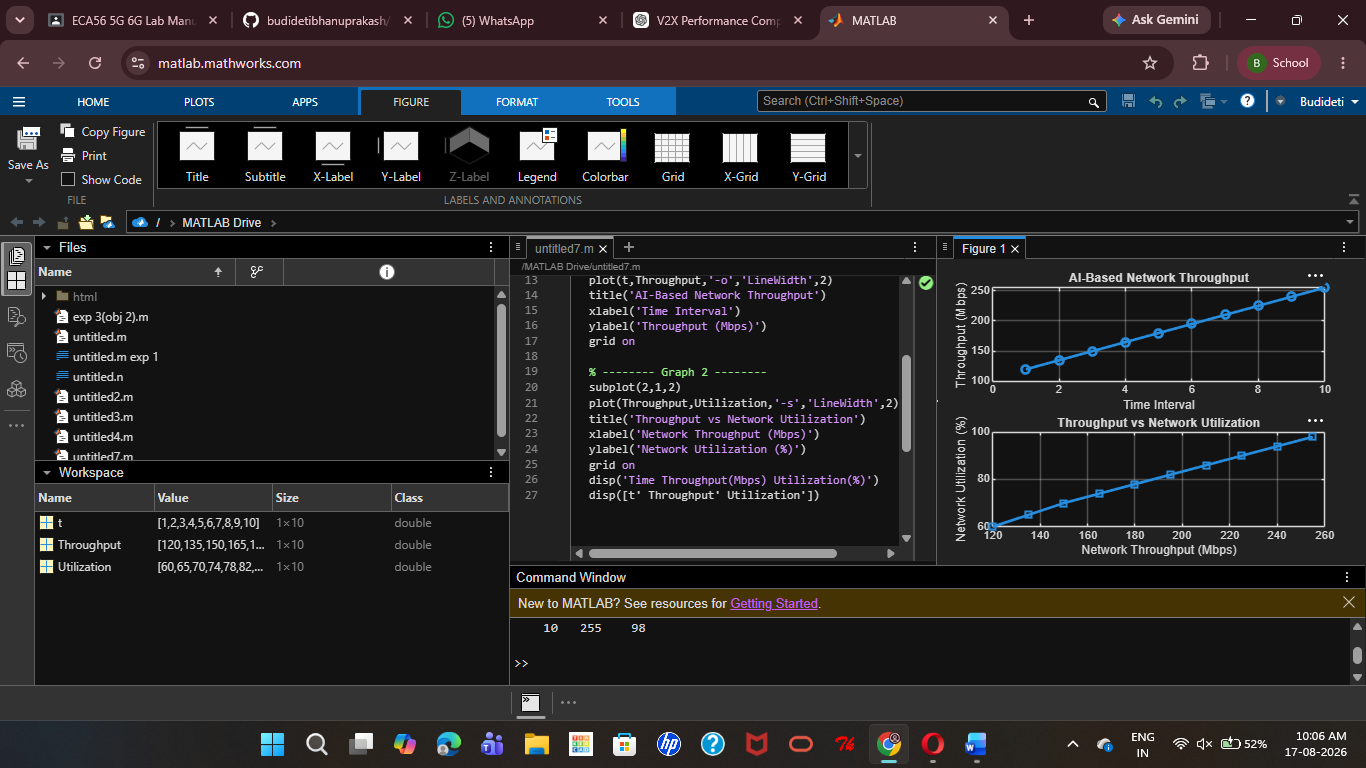 ECA56 5G 6G Lab Manu
budidetibhanuprakash/
(5) WhatsApp
V2X Performance Comp
MATLAB
Ask Gemini
matlab.mathworks.com
B School
HOME PLOTS APPS FIGURE FORMAT TOOLS
Search (Ctrl+Shift+Space)
Budideti
Save As
Copy Figure
Print
Show Code
FILE
Title Subtitle X-Label Y-Label Z-Label Legend Colorbar Grid X-Grid Y-Grid
LABELS AND ANNOTATIONS
/ MATLAB Drive
Files
Name
html
exp 3(obj 2).m
untitled.m
untitled.m exp 1
untitled.n
untitled2.m
untitled3.m
untitled4.m
untitled7.m
Workspace
Name Value Size Class
t [1,2,3,4,5,6,7,8,9,10] 1×10 double
Throughput [120,135,150,165,1... 1×10 double
Utilization [60,65,70,74,78,82,... 1×10 double
untitled7.m
/MATLAB Drive/untitled7.m
13 plot(t,Throughput,'-o','LineWidth',2)
14 title('AI-Based Network Throughput')
15 xlabel('Time Interval')
16 ylabel('Throughput (Mbps)')
17 grid on
18
19 % -------- Graph 2 --------
20 subplot(2,1,2)
21 plot(Throughput,Utilization,'-s','LineWidth',2)
22 title('Throughput vs Network Utilization')
23 xlabel('Network Throughput (Mbps)')
24 ylabel('Network Utilization (%)')
25 grid on
26 disp('Time Throughput(Mbps) Utilization(%)')
27 disp([t' Throughput' Utilization'])
Figure 1
AI-Based Network Throughput
Throughput (Mbps)
250
200
150
100
0 2 4 6 8 10
Time Interval
Throughput vs Network Utilization
Network Utilization (%)
100
80
60
120 140 160 180 200 220 240 260
Network Throughput (Mbps)
Command Window
New to MATLAB? See resources for Getting Started.
10 255 98
>>
ENG
IN
52%
10:06 AM
17-08-2026